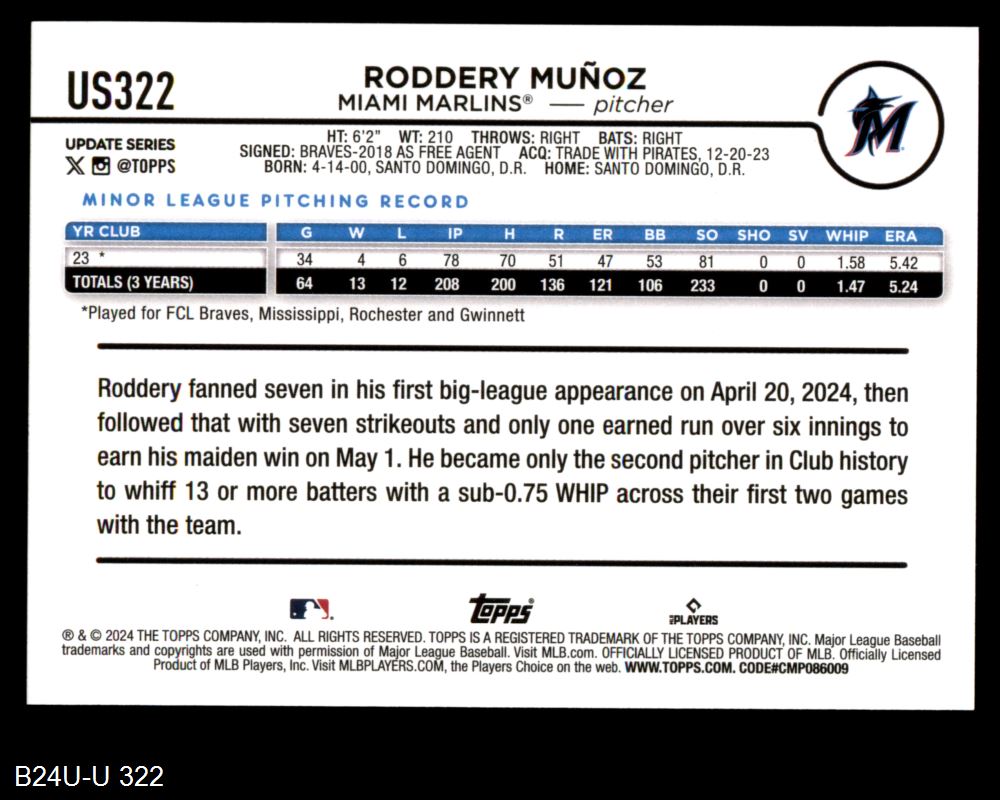 US322
RODDERY MUÑOZ
MIAMI MARLINS® — pitcher
M
UPDATE SERIES
@TOPPS
HT: 6'2" WT: 210 THROWS: RIGHT BATS: RIGHT
SIGNED: BRAVES-2018 AS FREE AGENT ACQ: TRADE WITH PIRATES, 12-20-23
BORN: 4-14-00, SANTO DOMINGO, D.R. HOME: SANTO DOMINGO, D.R.
MINOR LEAGUE PITCHING RECORD
YR CLUB G W L IP H R ER BB SO SHO SV WHIP ERA
23 * 34 4 6 78 70 51 47 53 81 0 0 1.58 5.42
TOTALS (3 YEARS) 64 13 12 208 200 136 121 106 233 0 0 1.47 5.24
*Played for FCL Braves, Mississippi, Rochester and Gwinnett
Roddery fanned seven in his first big-league appearance on April 20, 2024, then
followed that with seven strikeouts and only one earned run over six innings to
earn his maiden win on May 1. He became only the second pitcher in Club history
to whiff 13 or more batters with a sub-0.75 WHIP across their first two games
with the team.
Topps®
PLAYERS
® & © 2024 THE TOPPS COMPANY, INC. ALL RIGHTS RESERVED. TOPPS IS A REGISTERED TRADEMARK OF THE TOPPS COMPANY, INC. Major League Baseball
trademarks and copyrights are used with permission of Major League Baseball. Visit MLB.com. OFFICIALLY LICENSED PRODUCT OF MLB. Officially Licensed
Product of MLB Players, Inc. Visit MLBPLAYERS.COM, the Players Choice on the web. WWW.TOPPS.COM. CODE#CMP086009
B24U-U 322